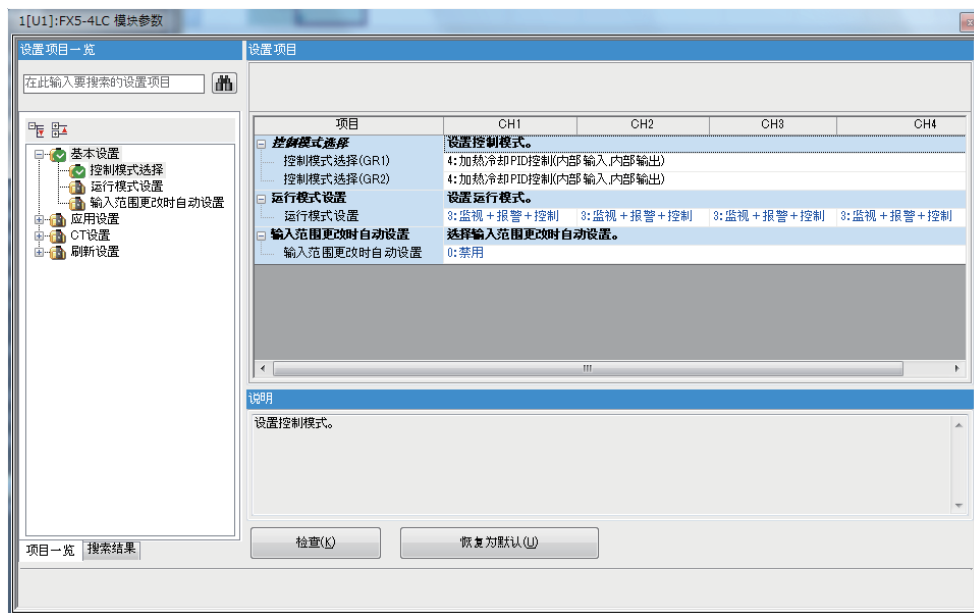 1[U1]:FX5-4LC 模块参数
设置项目一览
设置项目
在此输入要搜索的设置项目
基本设置
控制模式选择
运行模式设置
输入范围更改时自动设置
应用设置
CT设置
刷新设置
项目一览 搜索结果
项目 CH1 CH2 CH3 CH4
控制模式选择 设置控制模式。
控制模式选择(GR1) 4:加热冷却PID控制(内部输入,内部输出)
控制模式选择(GR2) 4:加热冷却PID控制(内部输入,内部输出)
运行模式设置 设置运行模式。
运行模式设置 3:监视+报警+控制 3:监视+报警+控制 3:监视+报警+控制 3:监视+报警+控制
输入范围更改时自动设置 选择输入范围更改时自动设置。
输入范围更改时自动设置 0:禁用
说明
设置控制模式。
检查(K) 恢复为默认(U)